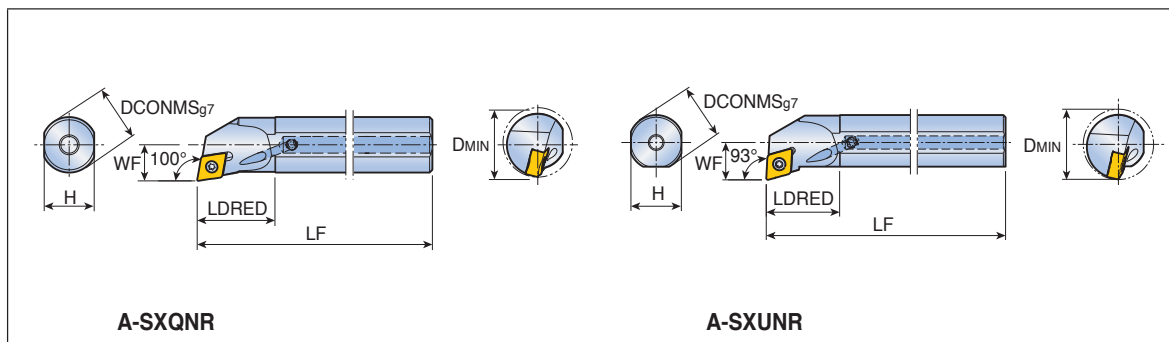 DCONMSg7
WF
100°
H
LDRED
LF
DMIN
A-SXQNR
DCONMSg7
WF
93°
H
LDRED
LF
DMIN
A-SXUNR